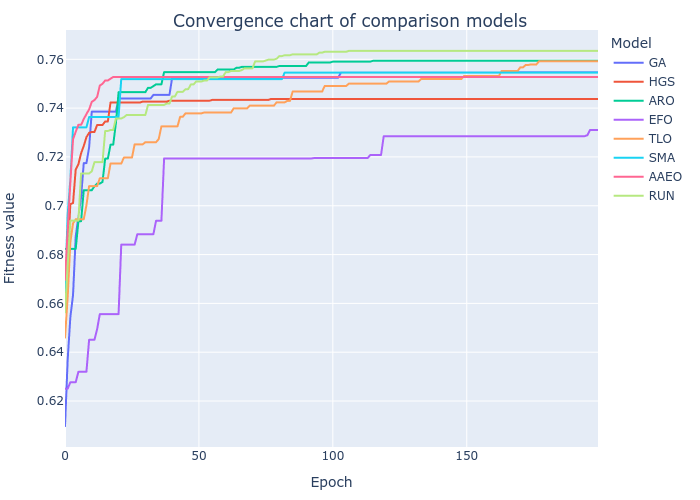 Convergence chart of comparison models
Model
GA
HGS
ARO
EFO
TLO
SMA
AAEO
RUN
0.76
0.74
0.72
0.7
0.68
0.66
0.64
0.62
Fitness value
0
50
100
150
Epoch